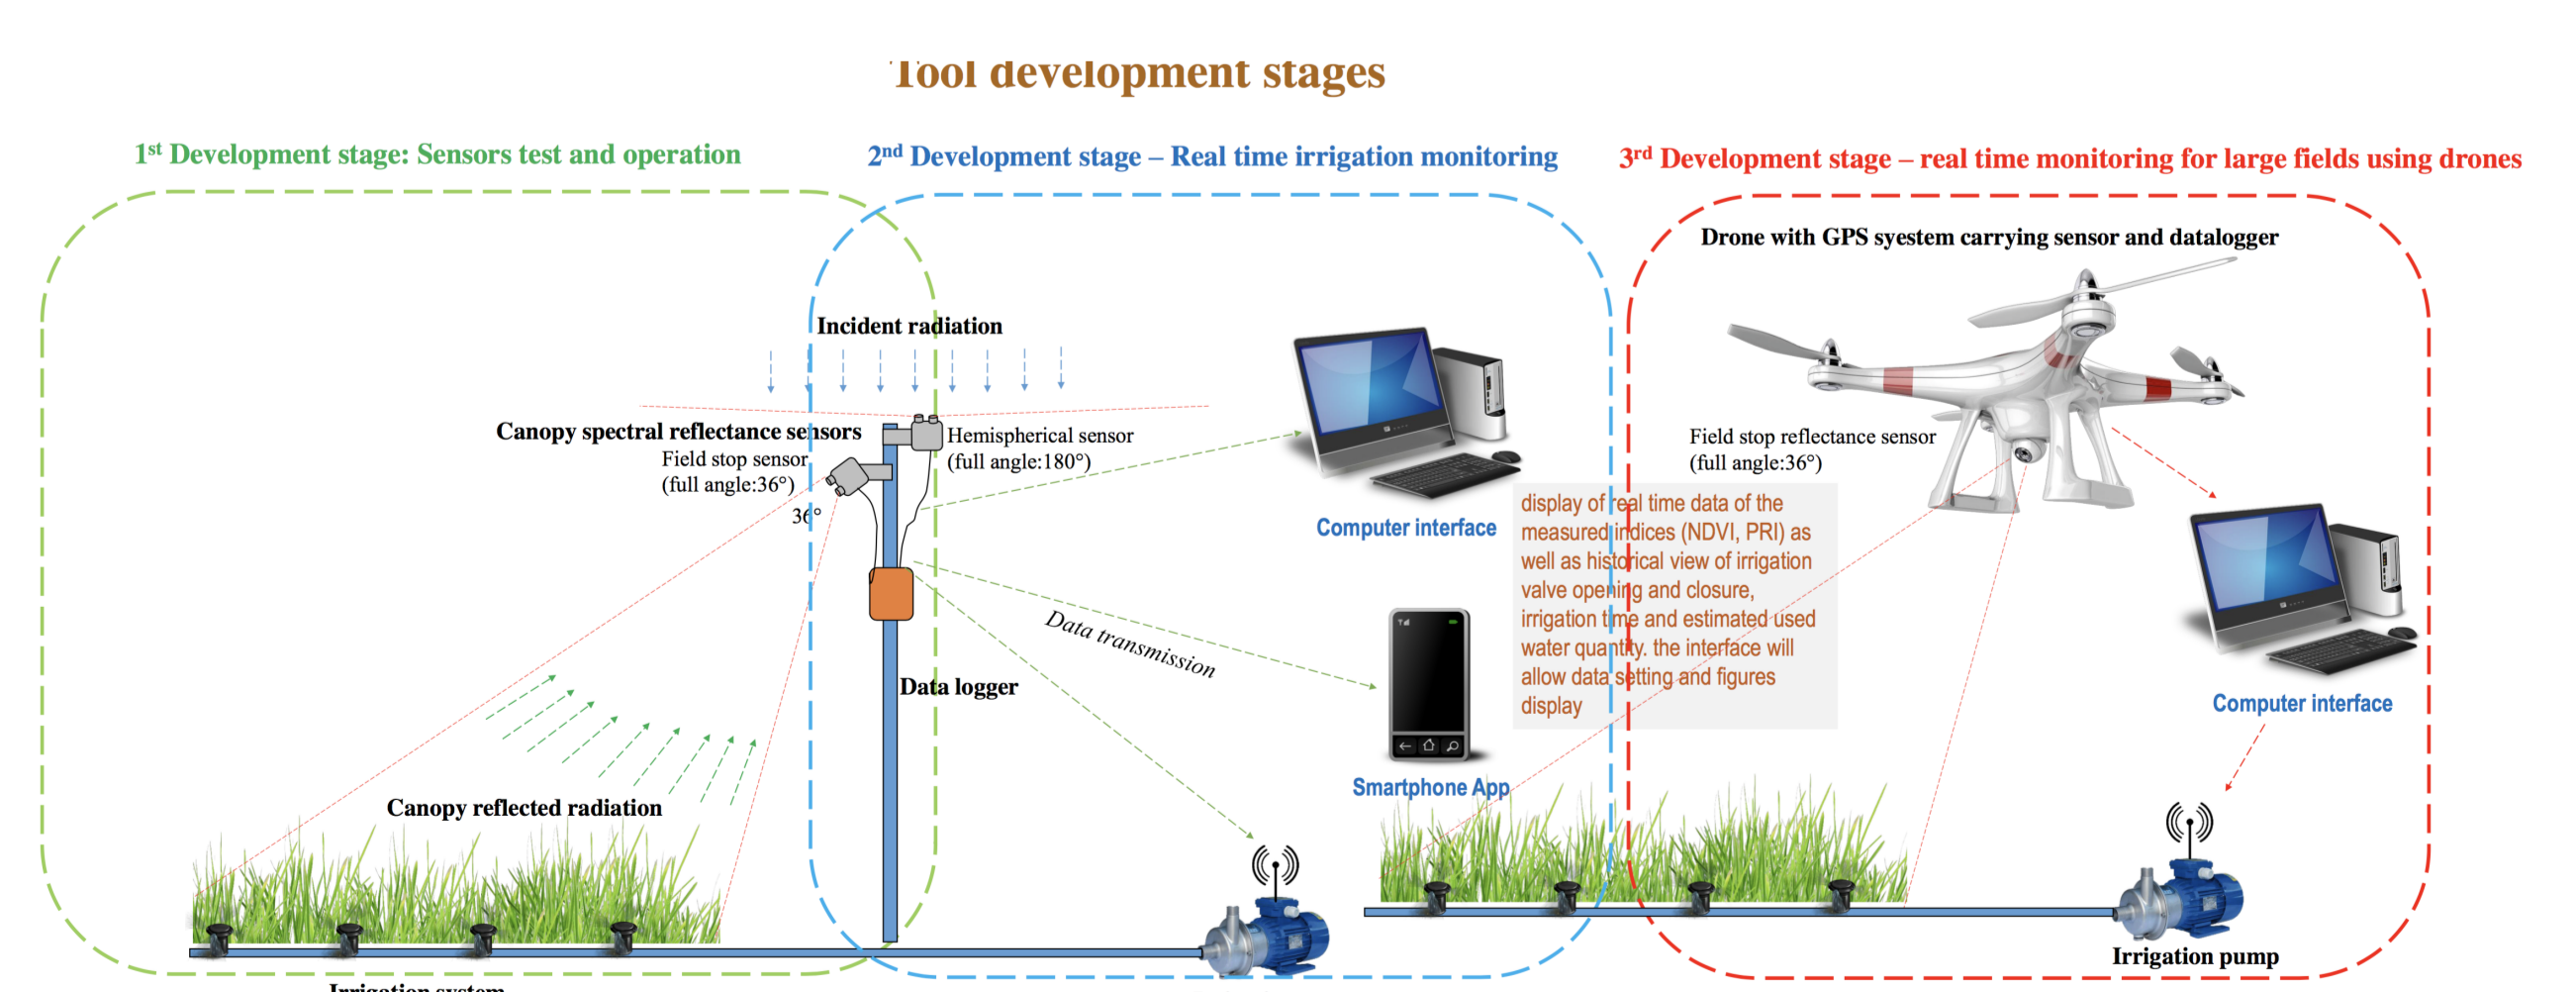 Tool development stages
1st Development stage: Sensors test and operation
2nd Development stage – Real time irrigation monitoring
3rd Development stage – real time monitoring for large fields using drones
Incident radiation
Canopy spectral reflectance sensors
Field stop sensor
(full angle:36°)
36°
Hemispherical sensor
(full angle:180°)
Canopy reflected radiation
Data logger
Data transmission
Irrigation system
Computer interface
Smartphone App
display of real time data of the
measured indices (NDVI, PRI) as
well as historical view of irrigation
valve opening and closure,
irrigation time and estimated used
water quantity. the interface will
allow data setting and figures
display
Drone with GPS syestem carrying sensor and datalogger
Field stop reflectance sensor
(full angle:36°)
Computer interface
Irrigation pump